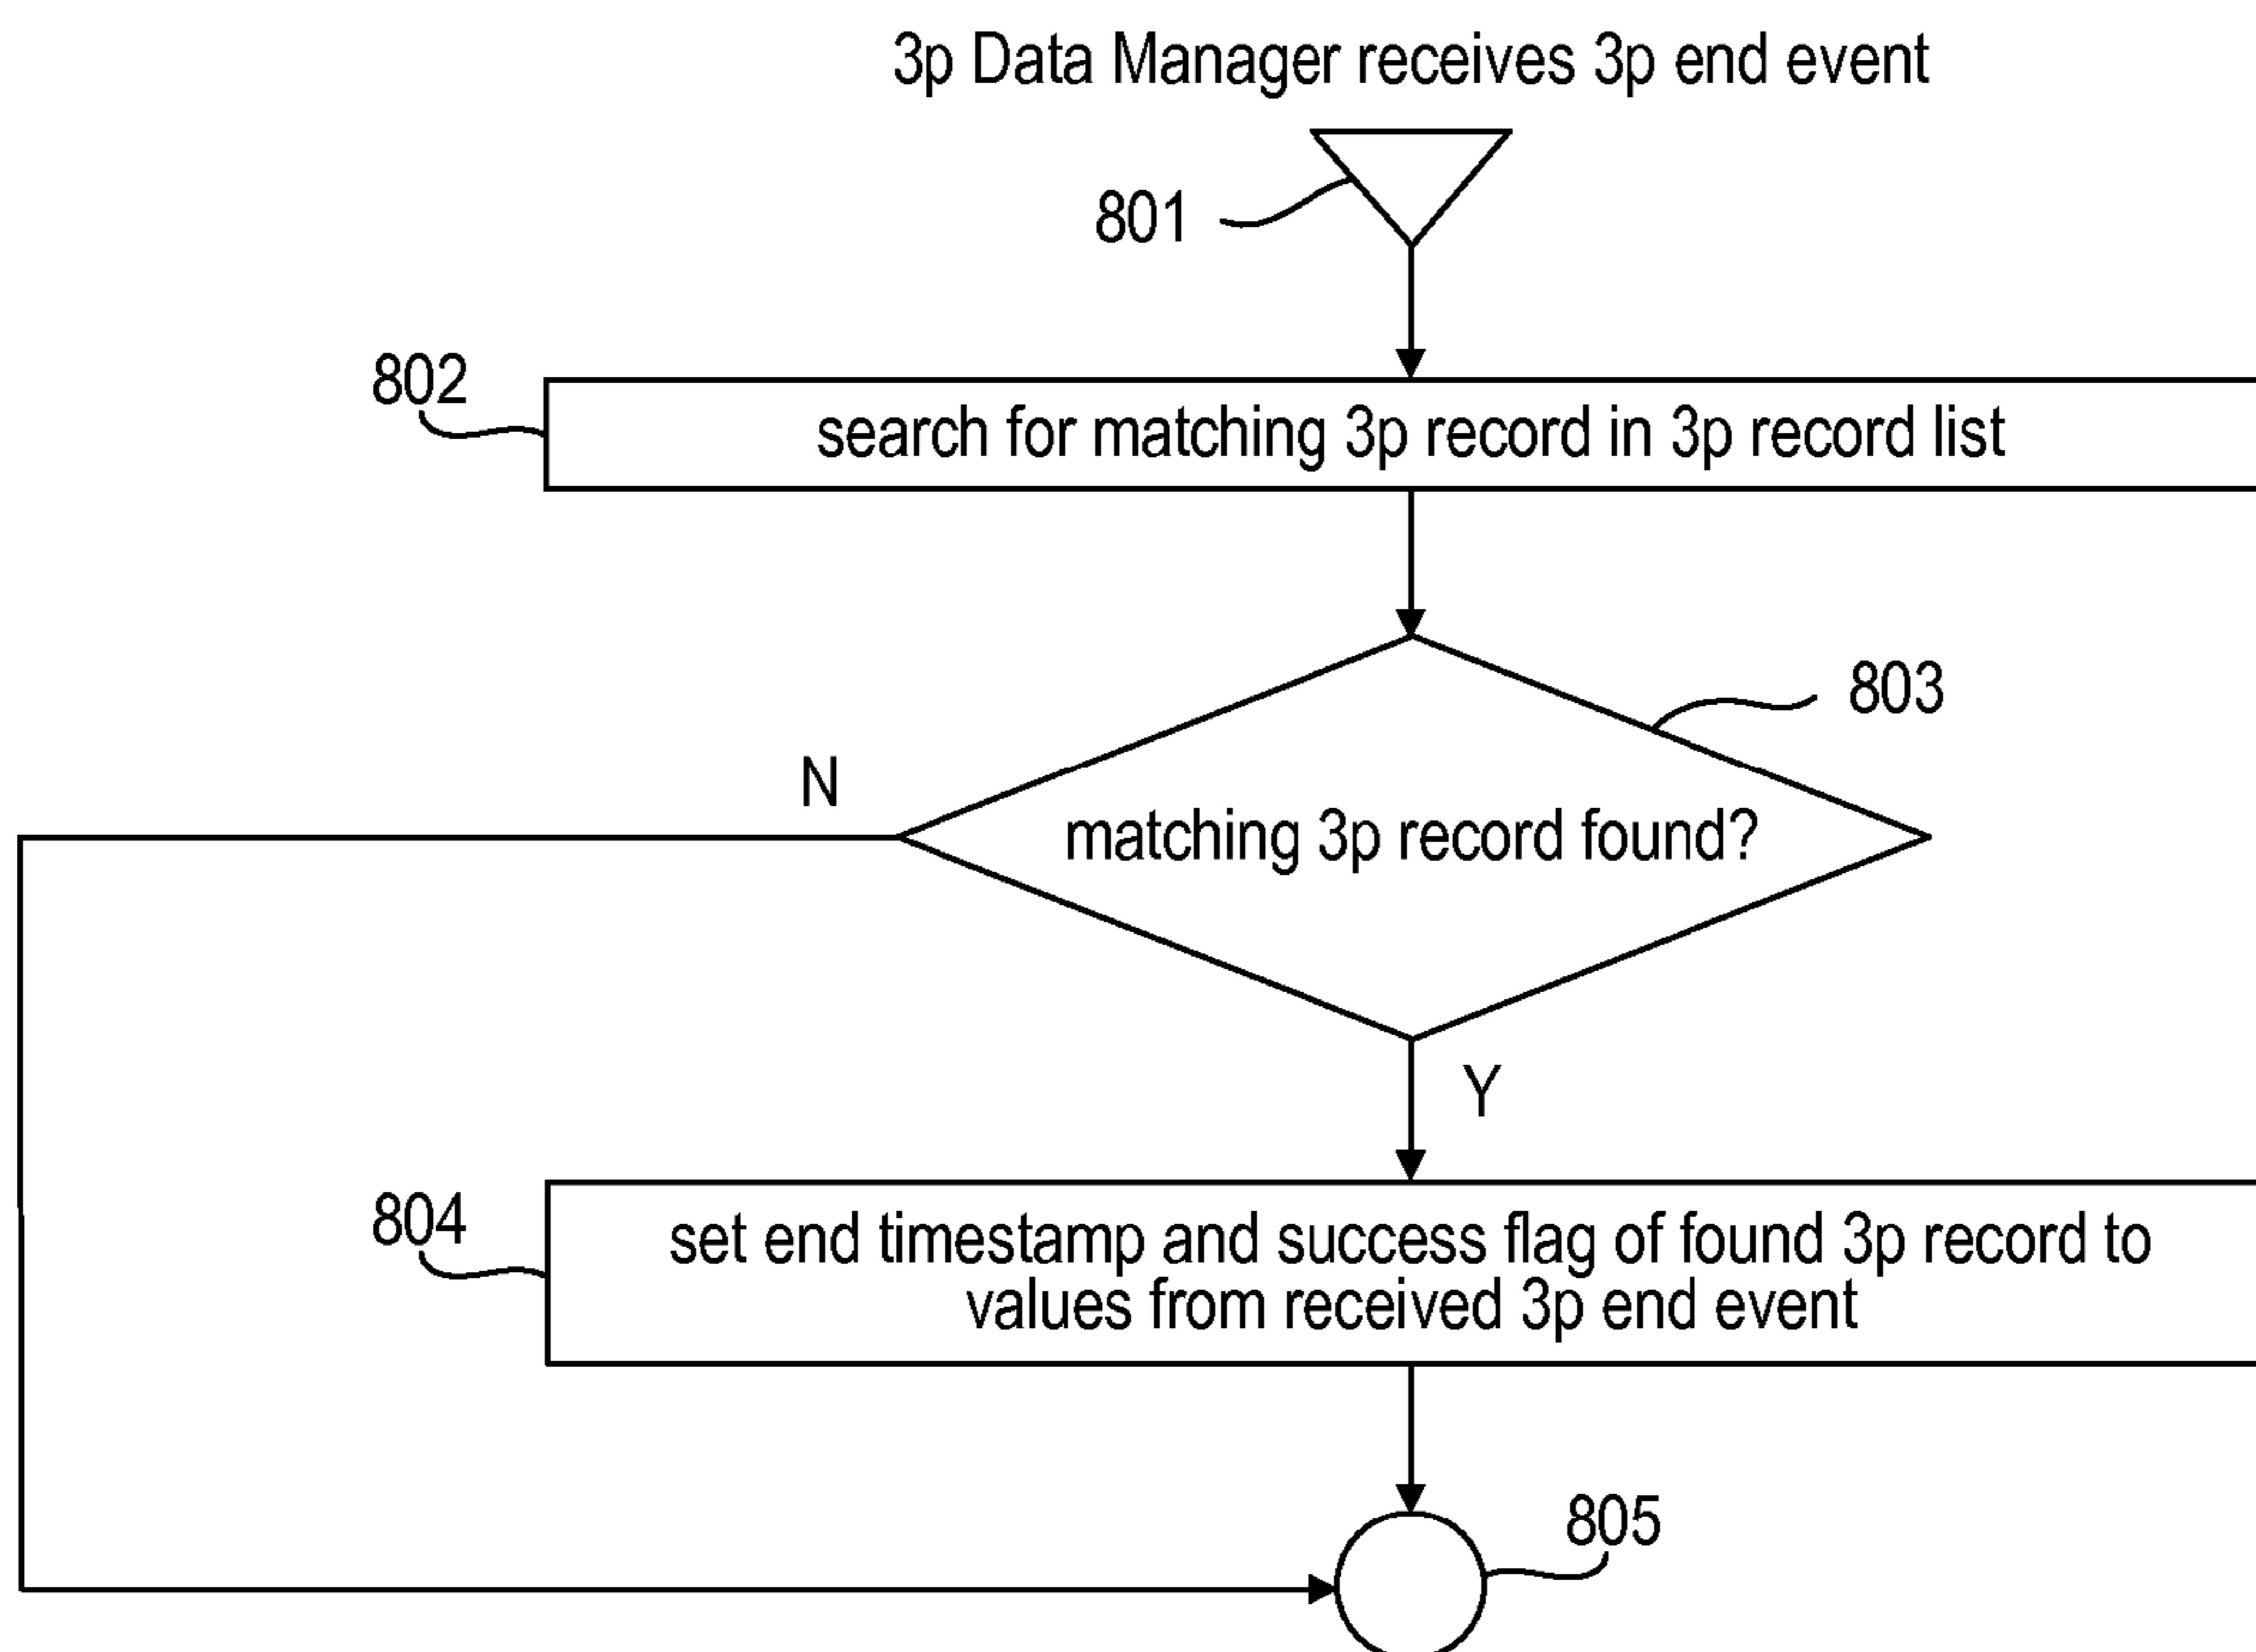 3p Data Manager receives 3p end event
801
802
search for matching 3p record in 3p record list
803
N
matching 3p record found?
Y
804
set end timestamp and success flag of found 3p record to
values from received 3p end event
805